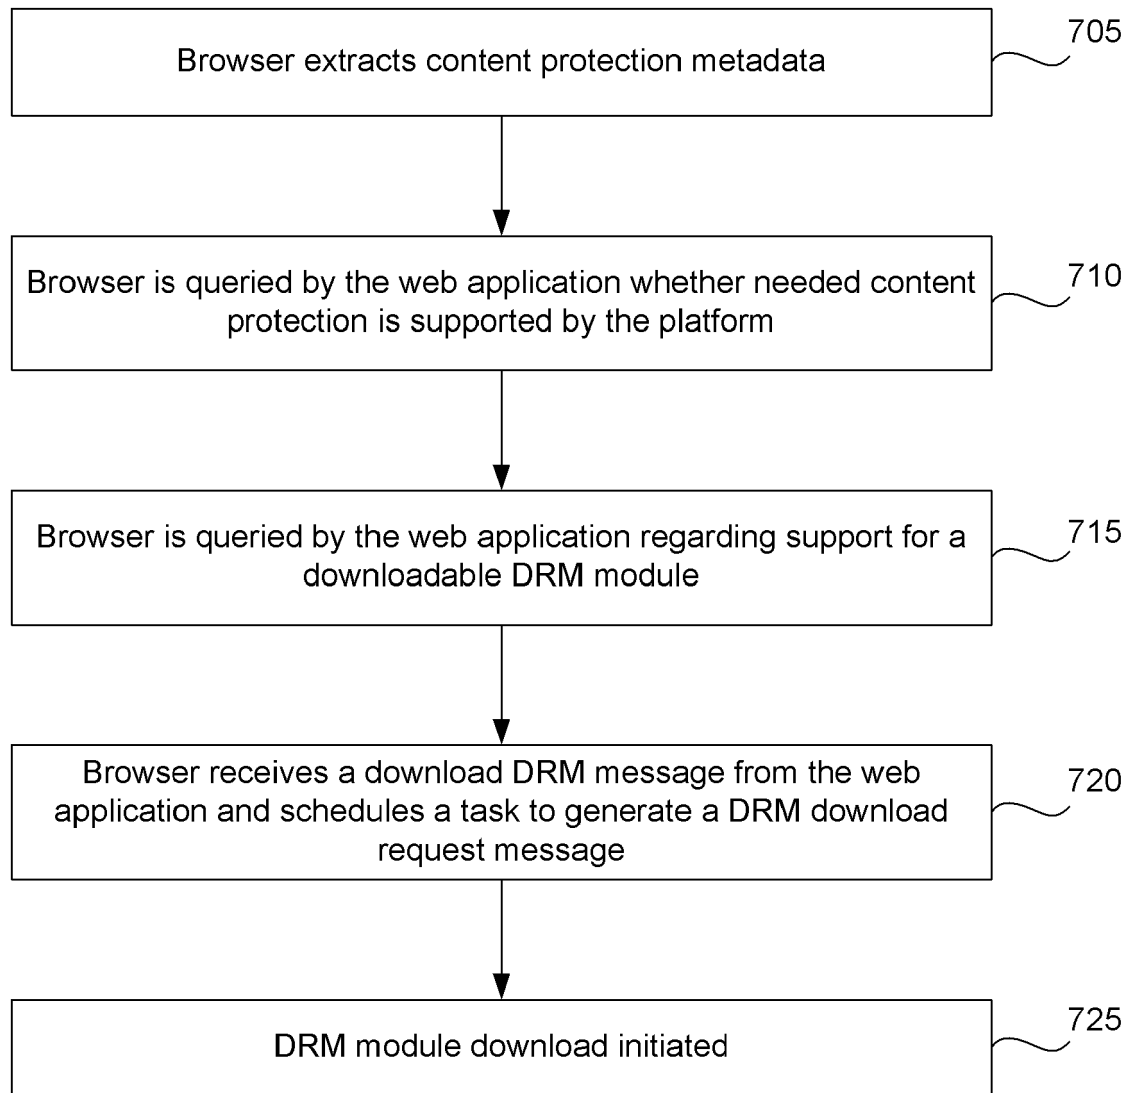 Browser extracts content protection metadata
705
Browser is queried by the web application whether needed content
protection is supported by the platform
710
Browser is queried by the web application regarding support for a
downloadable DRM module
715
Browser receives a download DRM message from the web
application and schedules a task to generate a DRM download
request message
720
DRM module download initiated
725